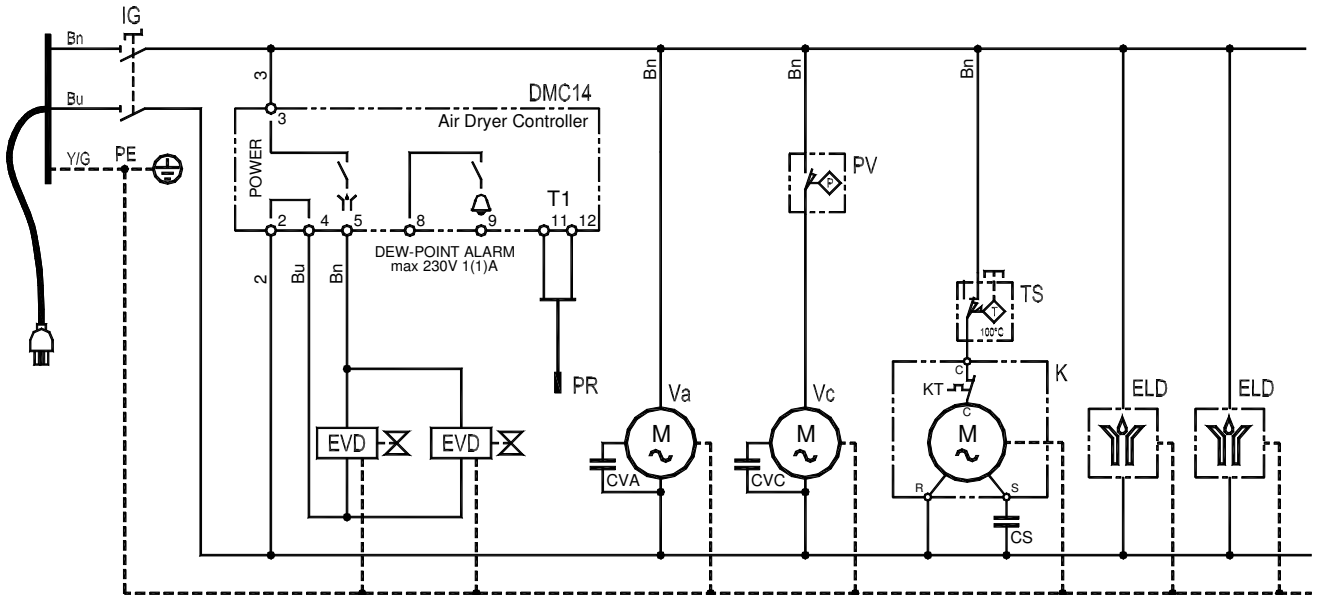 IG
Bn
Bu
Y/G PE
3
DMC14
3
Air Dryer Controller
POWER
T1
2 4 5 8 9 11 12
DEW-POINT ALARM
max 230V 1(1)A
2
Bu
Bn
PR
EVD
EVD
Bn
Va
M
CVA
Bn
PV
P
Vc
M
CVC
Bn
TS
T
100°C
C
K
KT
C
M
R
S
CS
ELD
ELD